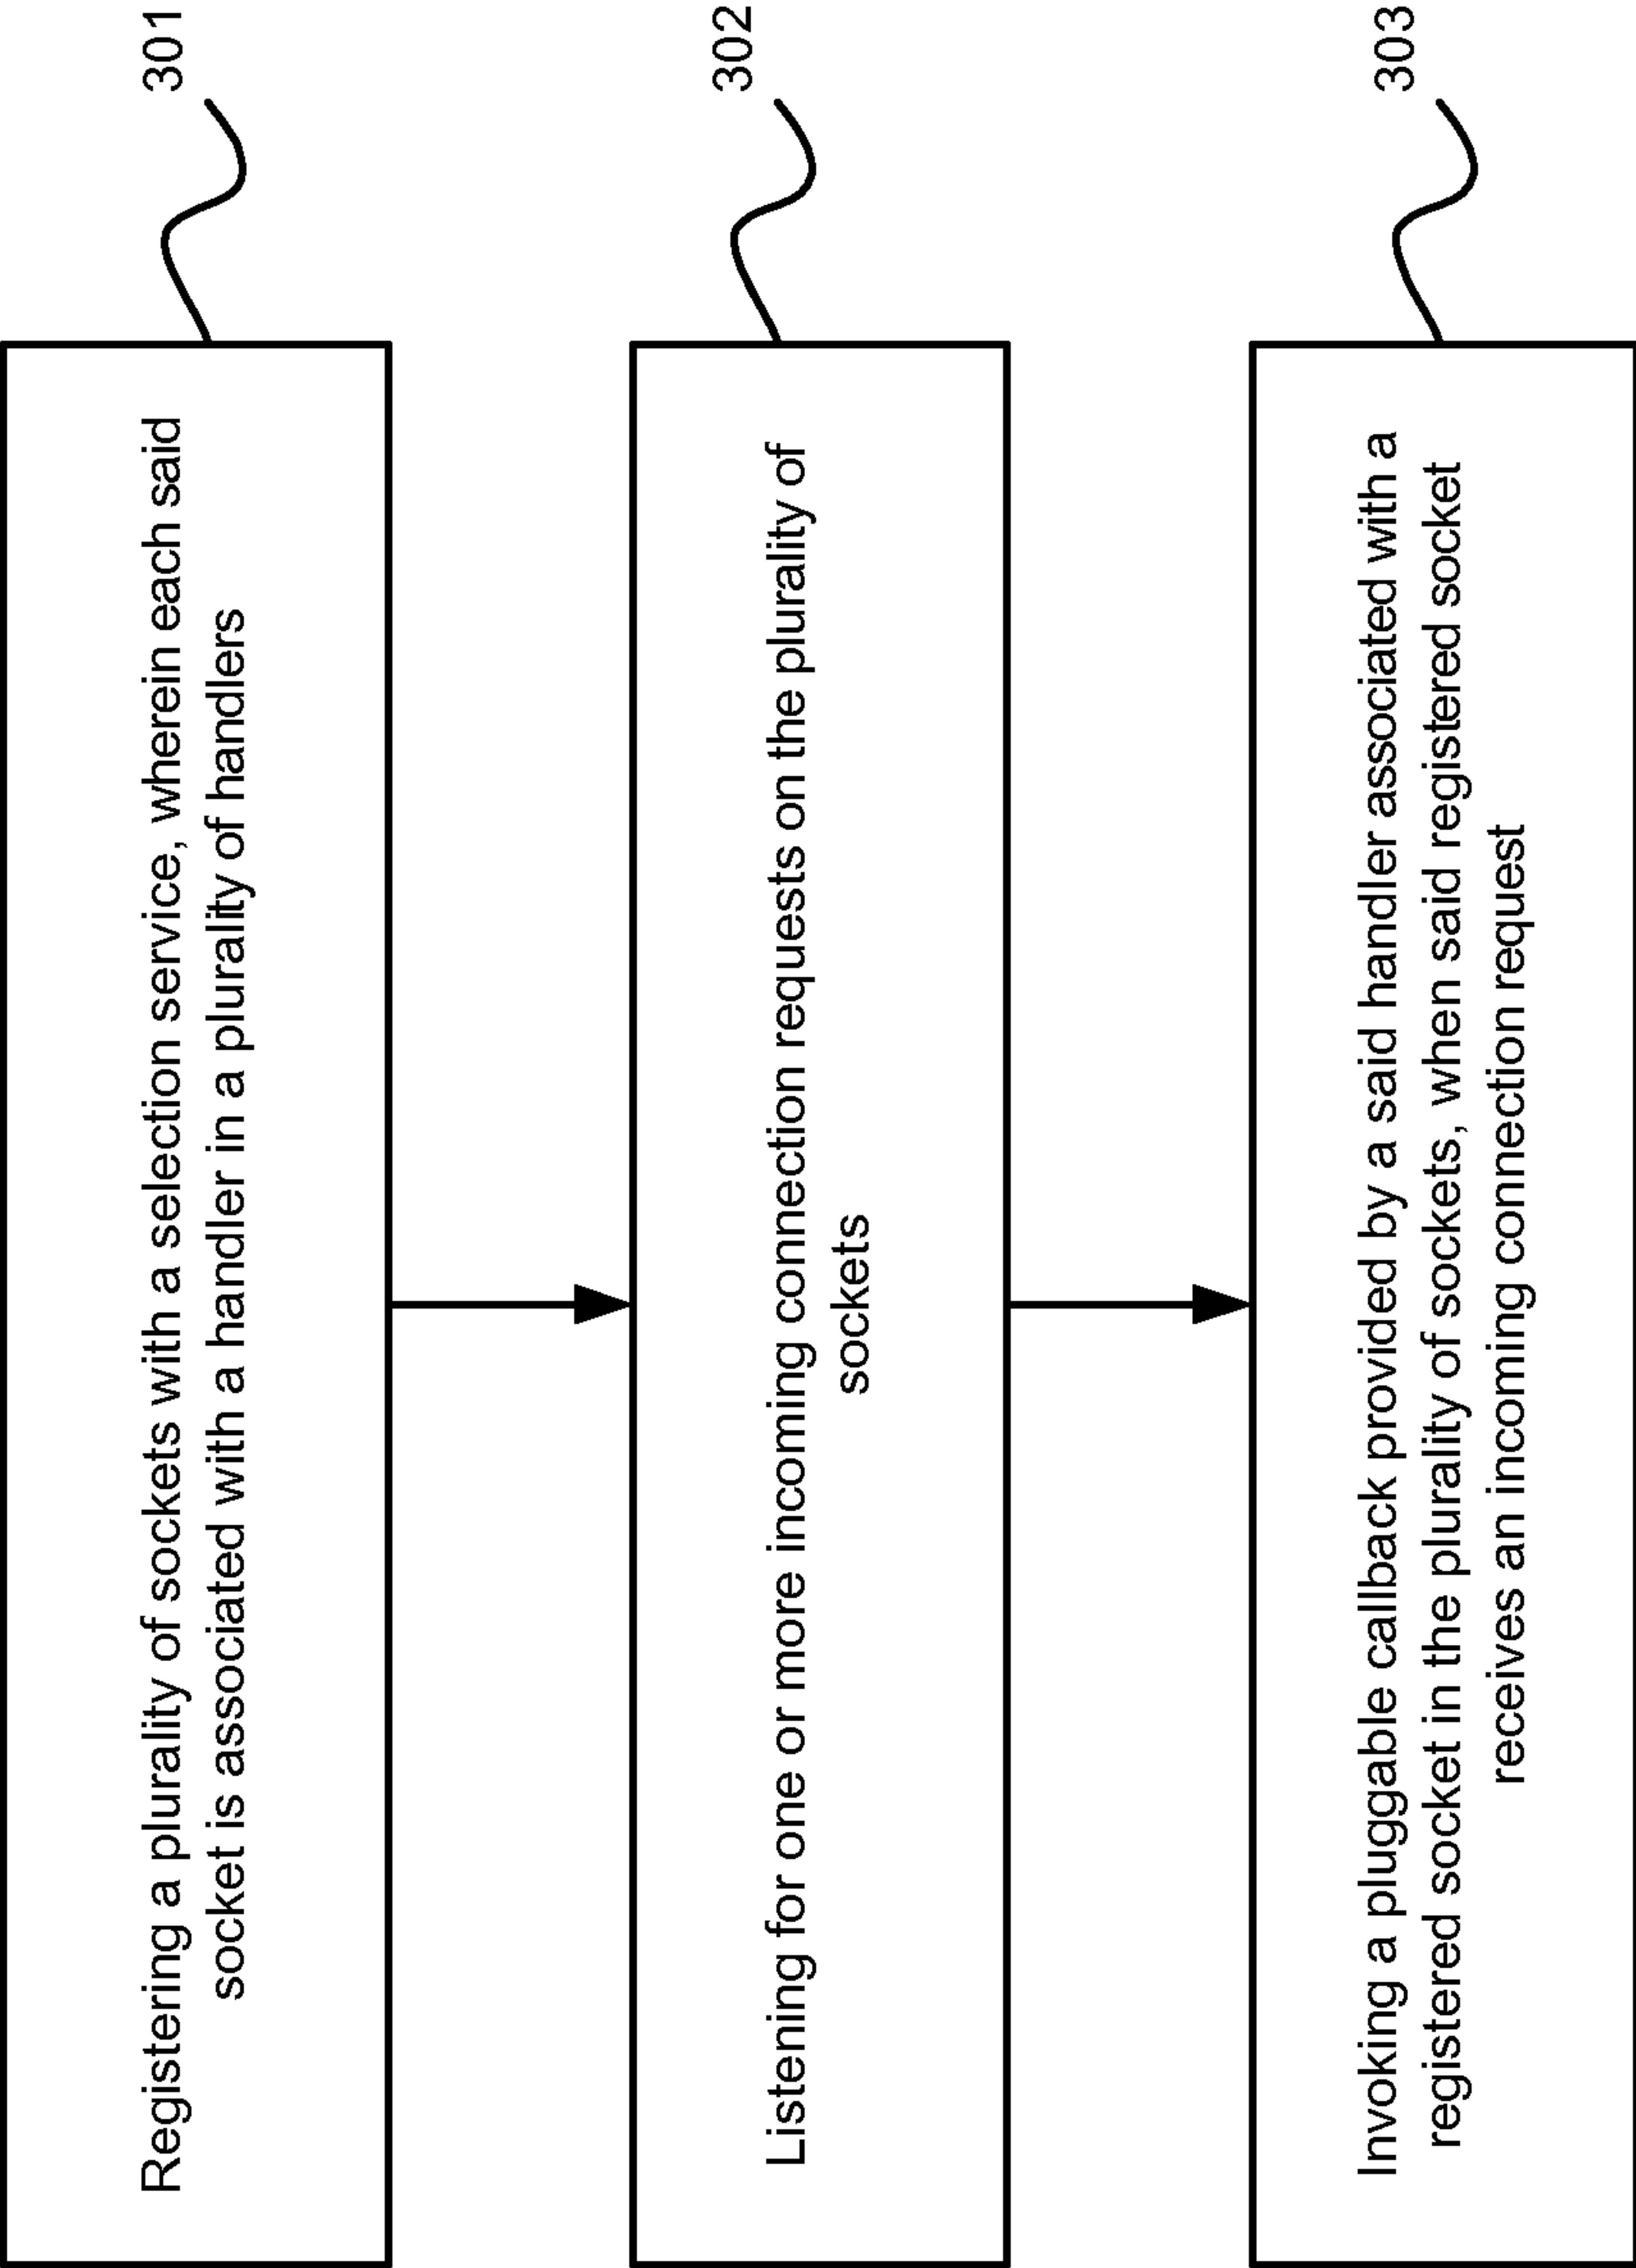 Registering a plurality of sockets with a selection service, wherein each said
socket is associated with a handler in a plurality of handlers
301
Listening for one or more incoming connection requests on the plurality of
sockets
302
Invoking a pluggable callback provided by a said handler associated with a
registered socket in the plurality of sockets, when said registered socket
receives an incoming connection request
303